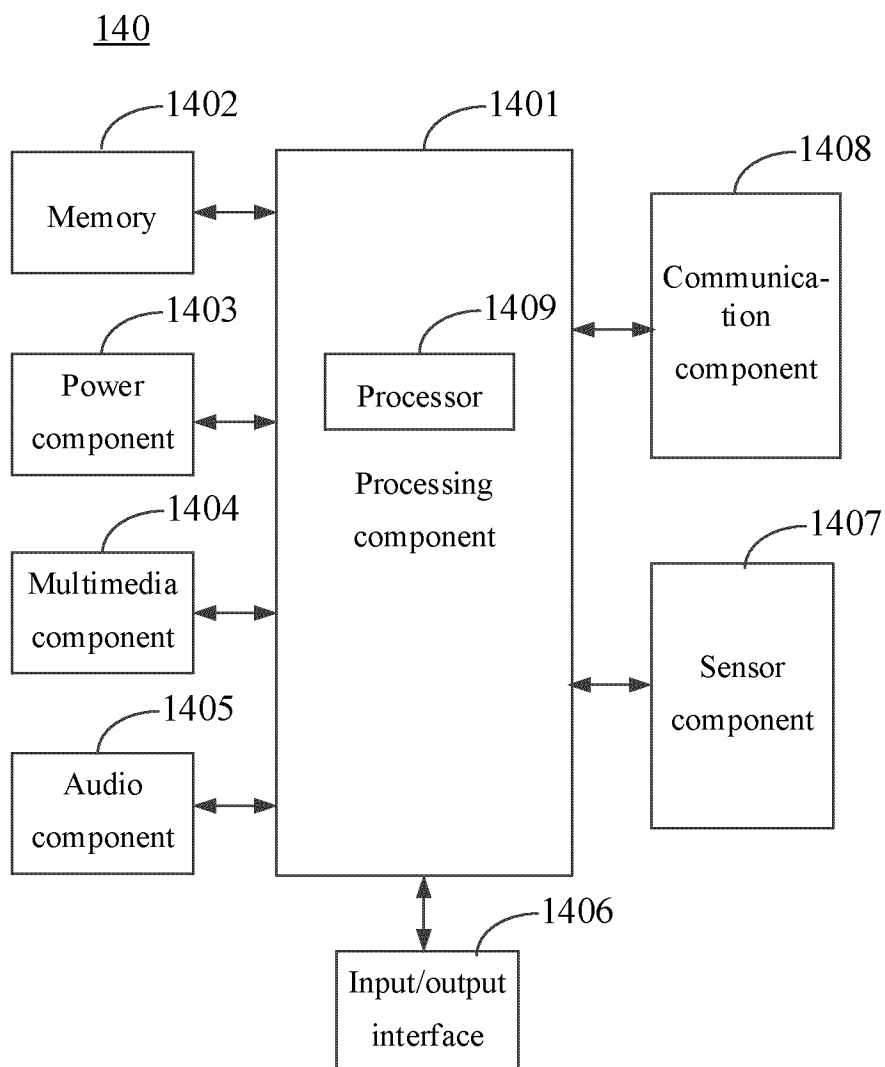 140
1402
1401
1408
Memory
Communica-
tion
component
1403
1409
Power
component
Processor
Processing
component
1404
1407
Multimedia
component
Sensor
component
1405
Audio
component
1406
Input/output
interface